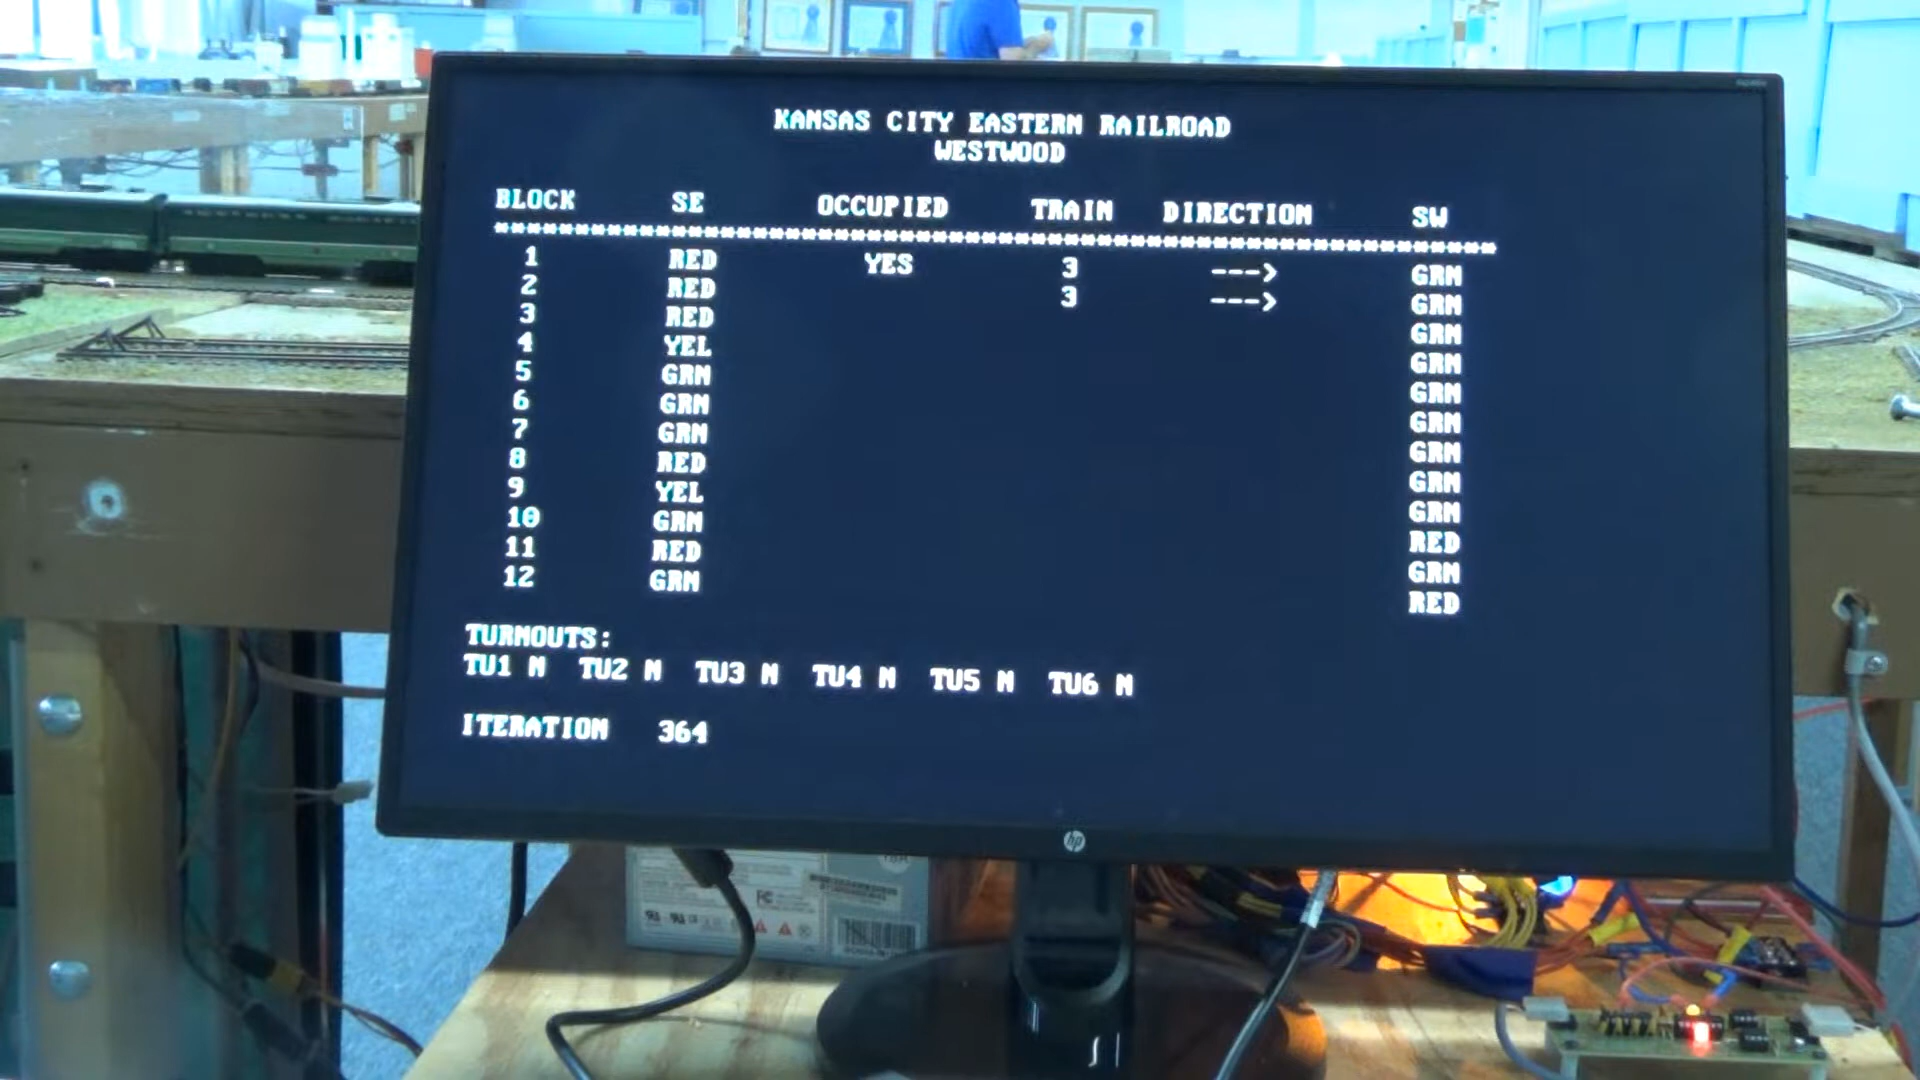 KANSAS CITY EASTERN RAILROAD
WESTWOOD
BLOCK SE OCCUPIED TRAIN DIRECTION SW
1 RED YES 3 ---> GRN
2 RED 3 ---> GRN
3 RED GRN
4 YEL GRN
5 GRN GRN
6 GRN GRN
7 GRN GRN
8 RED GRN
9 YEL GRN
10 GRN RED
11 RED GRN
12 GRN RED
TURNOUTS:
TU1 N TU2 N TU3 N TU4 N TU5 N TU6 N
ITERATION 364
hp